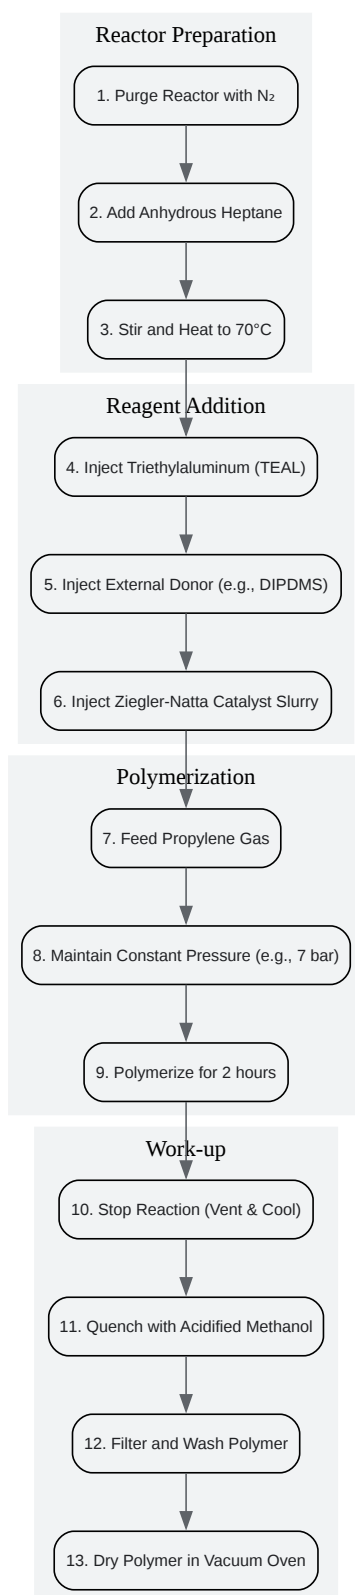 Reactor Preparation
1. Purge Reactor with N₂
2. Add Anhydrous Heptane
3. Stir and Heat to 70°C
Reagent Addition
4. Inject Triethylaluminum (TEAL)
5. Inject External Donor (e.g., DIPDMS)
6. Inject Ziegler-Natta Catalyst Slurry
Polymerization
7. Feed Propylene Gas
8. Maintain Constant Pressure (e.g., 7 bar)
9. Polymerize for 2 hours
Work-up
10. Stop Reaction (Vent & Cool)
11. Quench with Acidified Methanol
12. Filter and Wash Polymer
13. Dry Polymer in Vacuum Oven